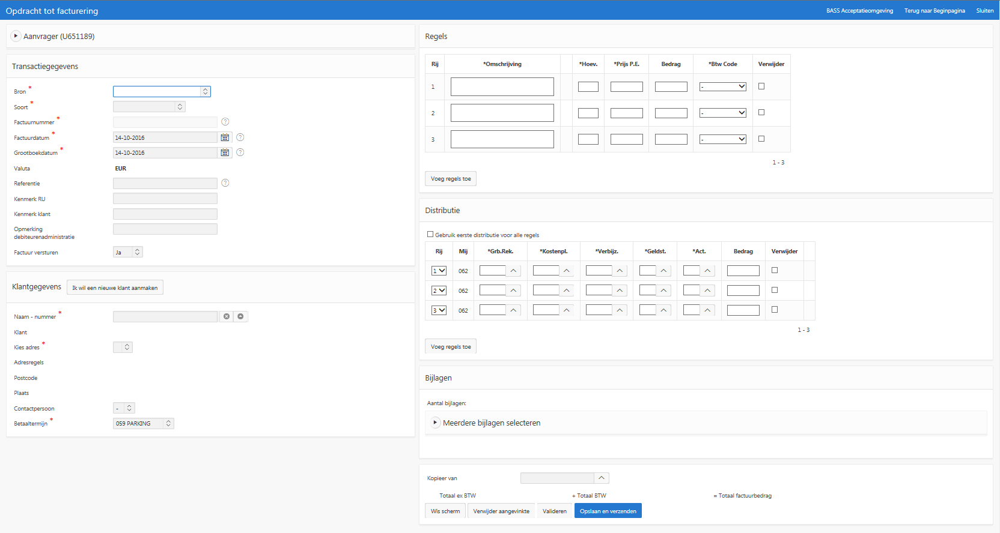 Opdracht tot facturering
BASS Acceptatieomgeving Terug naar Beginpagina Sluiten
Aanvrager (U651189)
Transactiegegevens
Bron *
Soort *
Factuurnummer * ?
Factuurdatum * 14-10-2016 ?
Grootboekdatum * 14-10-2016 ?
Valuta EUR
Referentie ?
Kenmerk RU
Kenmerk klant
Opmerking
debiteurenadministratie
Factuur versturen Ja
Klantgegevens Ik wil een nieuwe klant aanmaken
Naam - nummer *
Klant
Kies adres *
Adresregels
Postcode
Plaats
Contactpersoon -
Betaaltermijn * 059 PARKING
Regels
Rij *Omschrijving *Hoev. *Prijs P.E. Bedrag *Btw Code Verwijder
1 -
2 -
3 -
1 - 3
Voeg regels toe
Distributie
Gebruik eerste distributie voor alle regels
Rij Mij *Grb.Rek. *Kostenpl. *Verbijz. *Geldst. *Act. Bedrag Verwijder
1 062
2 062
3 062
1 - 3
Voeg regels toe
Bijlagen
Aantal bijlagen:
Meerdere bijlagen selecteren
Kopieer van
Totaal ex BTW + Totaal BTW = Totaal factuurbedrag
Wis scherm Verwijder aangevinkte Valideren Opslaan en verzenden